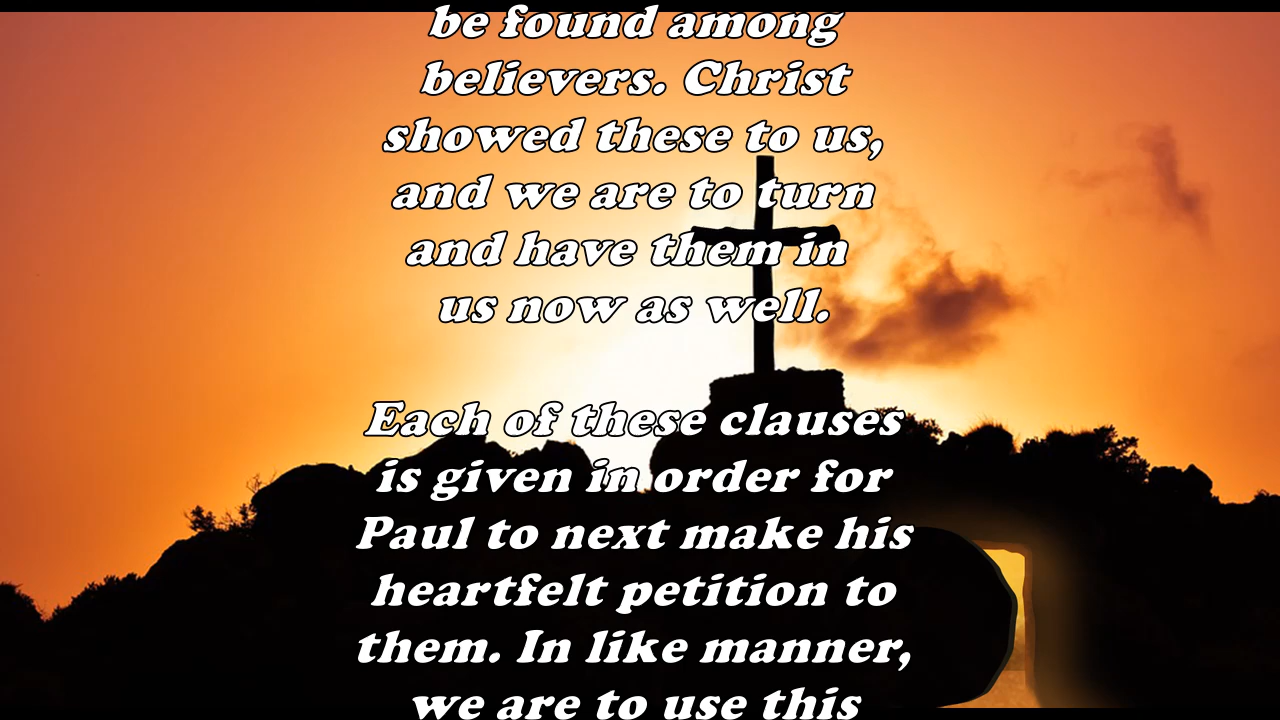 be found among
believers. Christ
showed these to us,
and we are to turn
and have them in
us now as well.
Each of these clauses
is given in order for
Paul to next make his
heartfelt petition to
them. In like manner,
we are to use this